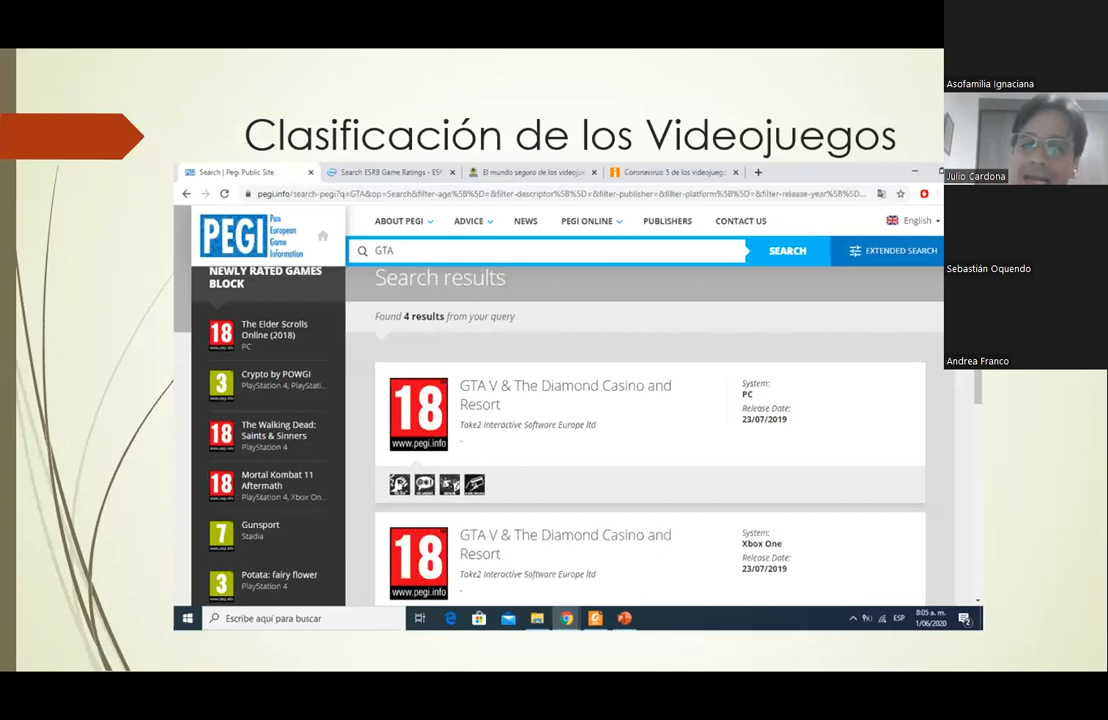 Asofamilia Ignaciana
Julio Cardona
Sebastián Oquendo
Andrea Franco
Clasificación de los Videojuegos
Search | Pegi Public Site
Search ESRB Game Ratings - ESR
El mundo seguro de los videojue
Coronavirus: 5 de los videojueg
pegi.info/search-pegi?q=GTA&op=Search&filter-age%5B%5D=&filter-descriptor%5B%5D=&filter-publisher=&filter-platform%5B%5D=&filter-release-year%5B%...
PEGI
Pan
European
Game
Information
ABOUT PEGI
ADVICE
NEWS
PEGI ONLINE
PUBLISHERS
CONTACT US
English
GTA
SEARCH
EXTENDED SEARCH
NEWLY RATED GAMES
BLOCK
18
The Elder Scrolls
Online (2018)
PC
3
Crypto by POWGI
PlayStation 4, PlayStati...
18
The Walking Dead:
Saints & Sinners
PlayStation 4
18
Mortal Kombat 11
Aftermath
PlayStation 4, Xbox On...
7
Gunsport
Stadia
3
Potata: fairy flower
PlayStation 4
Search results
Found 4 results from your query
18
www.pegi.info
GTA V & The Diamond Casino and
Resort
Take2 Interactive Software Europe ltd
-
System:
PC
Release Date:
23/07/2019
18
www.pegi.info
GTA V & The Diamond Casino and
Resort
Take2 Interactive Software Europe ltd
-
System:
Xbox One
Release Date:
23/07/2019
Escribe aquí para buscar
ESP
8:05 a. m.
1/06/2020
2